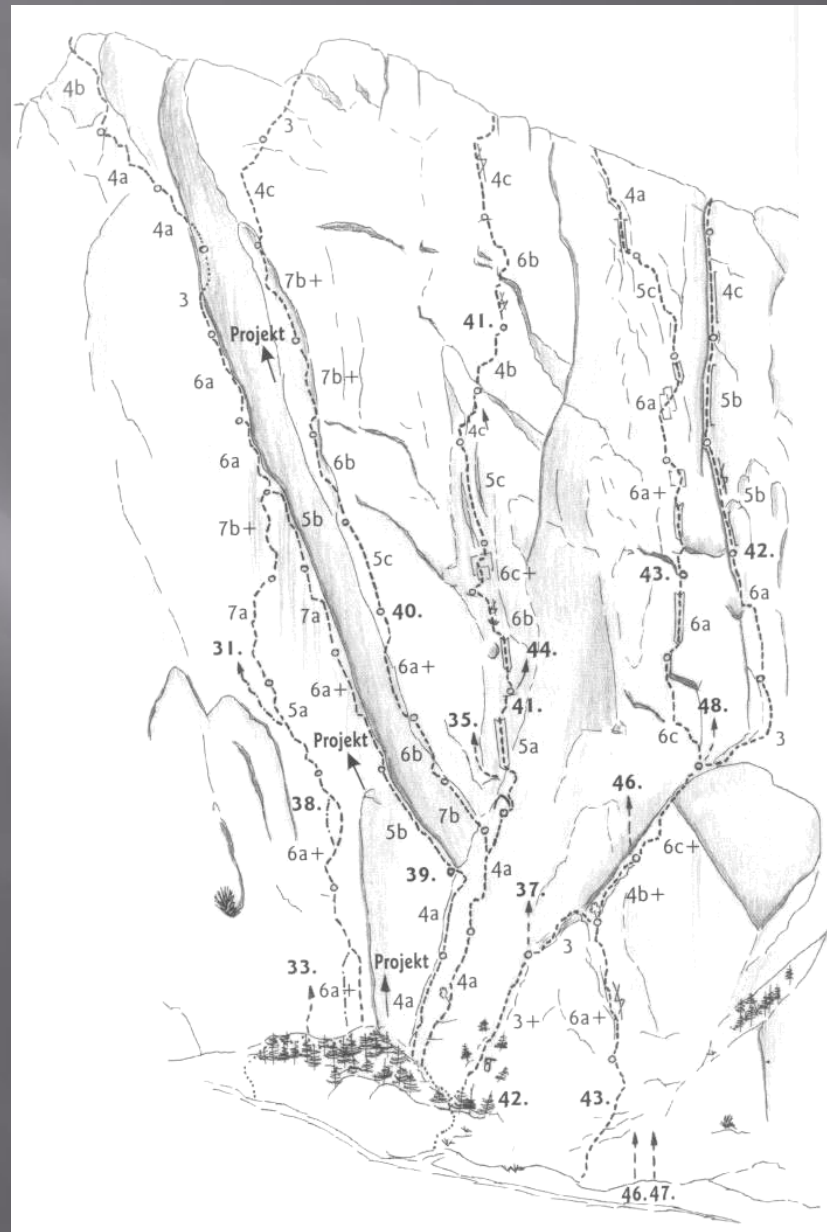 4b
3
4a
4c
4c
4a
4a
6b
7b+
5c
4c
3
41.
Projekt
7b+
4b
6a
6a
5b
4c
6a
6b
5c
6a+
5b
7b+
5b
5c
6c+
43.
42.
7a
7a
40.
6b
6a
6a
31.
6a+
6a+
44.
5a
35.
41.
48.
Projekt
6b
5a
6c
3
38.
5b
7b
46.
6c+
6a+
39.
4a
37.
4b+
4a
3
33.
Projekt
6a+
4a
4a
3+
6a+
42.
43.
46. 47.